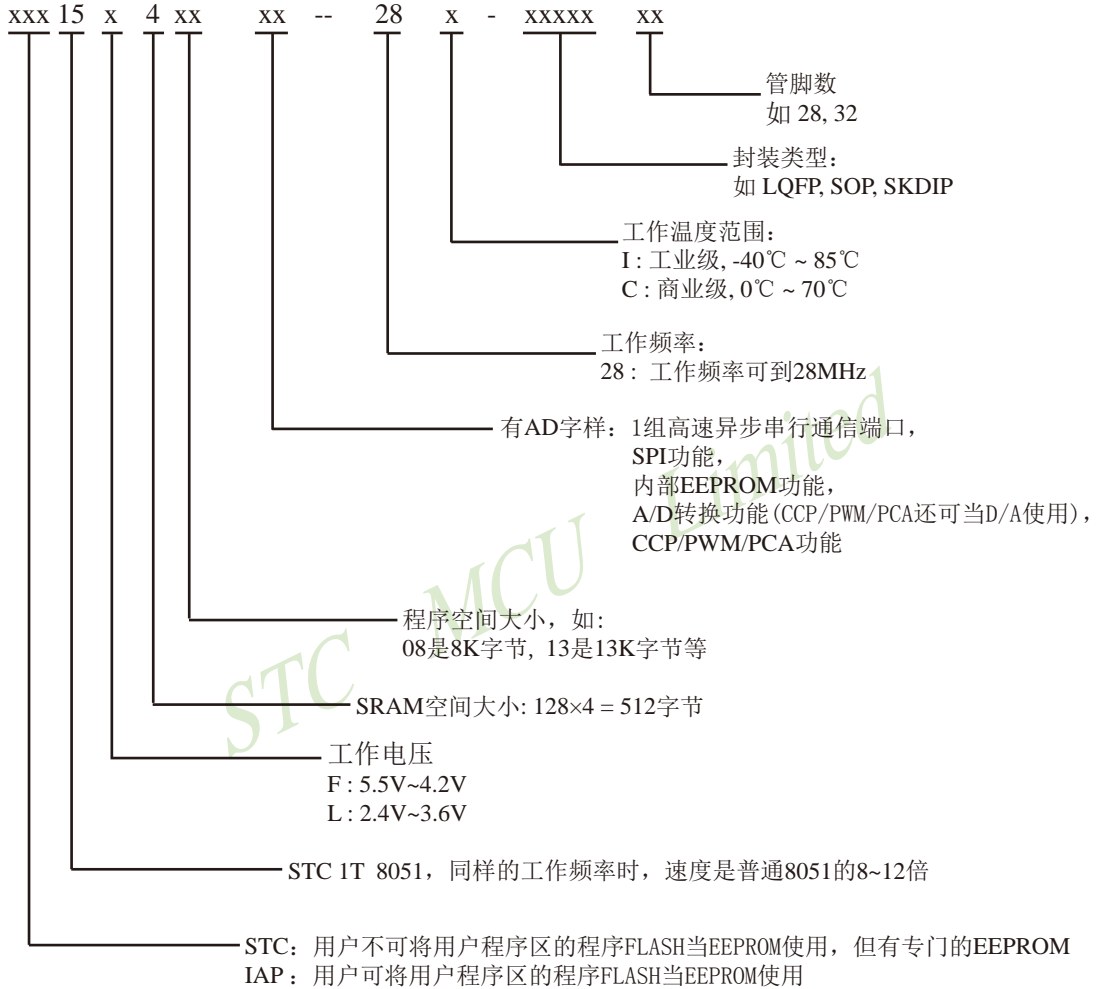 xxx 15 x 4 xx xx -- 28 x - xxxxx xx
管脚数
如 28, 32
封装类型：
如 LQFP, SOP, SKDIP
工作温度范围：
I : 工业级, -40℃ ~ 85℃
C : 商业级, 0℃ ~ 70℃
工作频率：
28 : 工作频率可到28MHz
有AD字样：1组高速异步串行通信端口，
SPI功能，
内部EEPROM功能，
A/D转换功能(CCP/PWM/PCA还可当D/A使用)，
CCP/PWM/PCA功能
程序空间大小，如:
08是8K字节, 13是13K字节等
SRAM空间大小: 128×4 = 512字节
工作电压
F : 5.5V~4.2V
L : 2.4V~3.6V
STC 1T 8051，同样的工作频率时，速度是普通8051的8~12倍
STC：用户不可将用户程序区的程序FLASH当EEPROM使用，但有专门的EEPROM
IAP：用户可将用户程序区的程序FLASH当EEPROM使用
STC MCU Limited